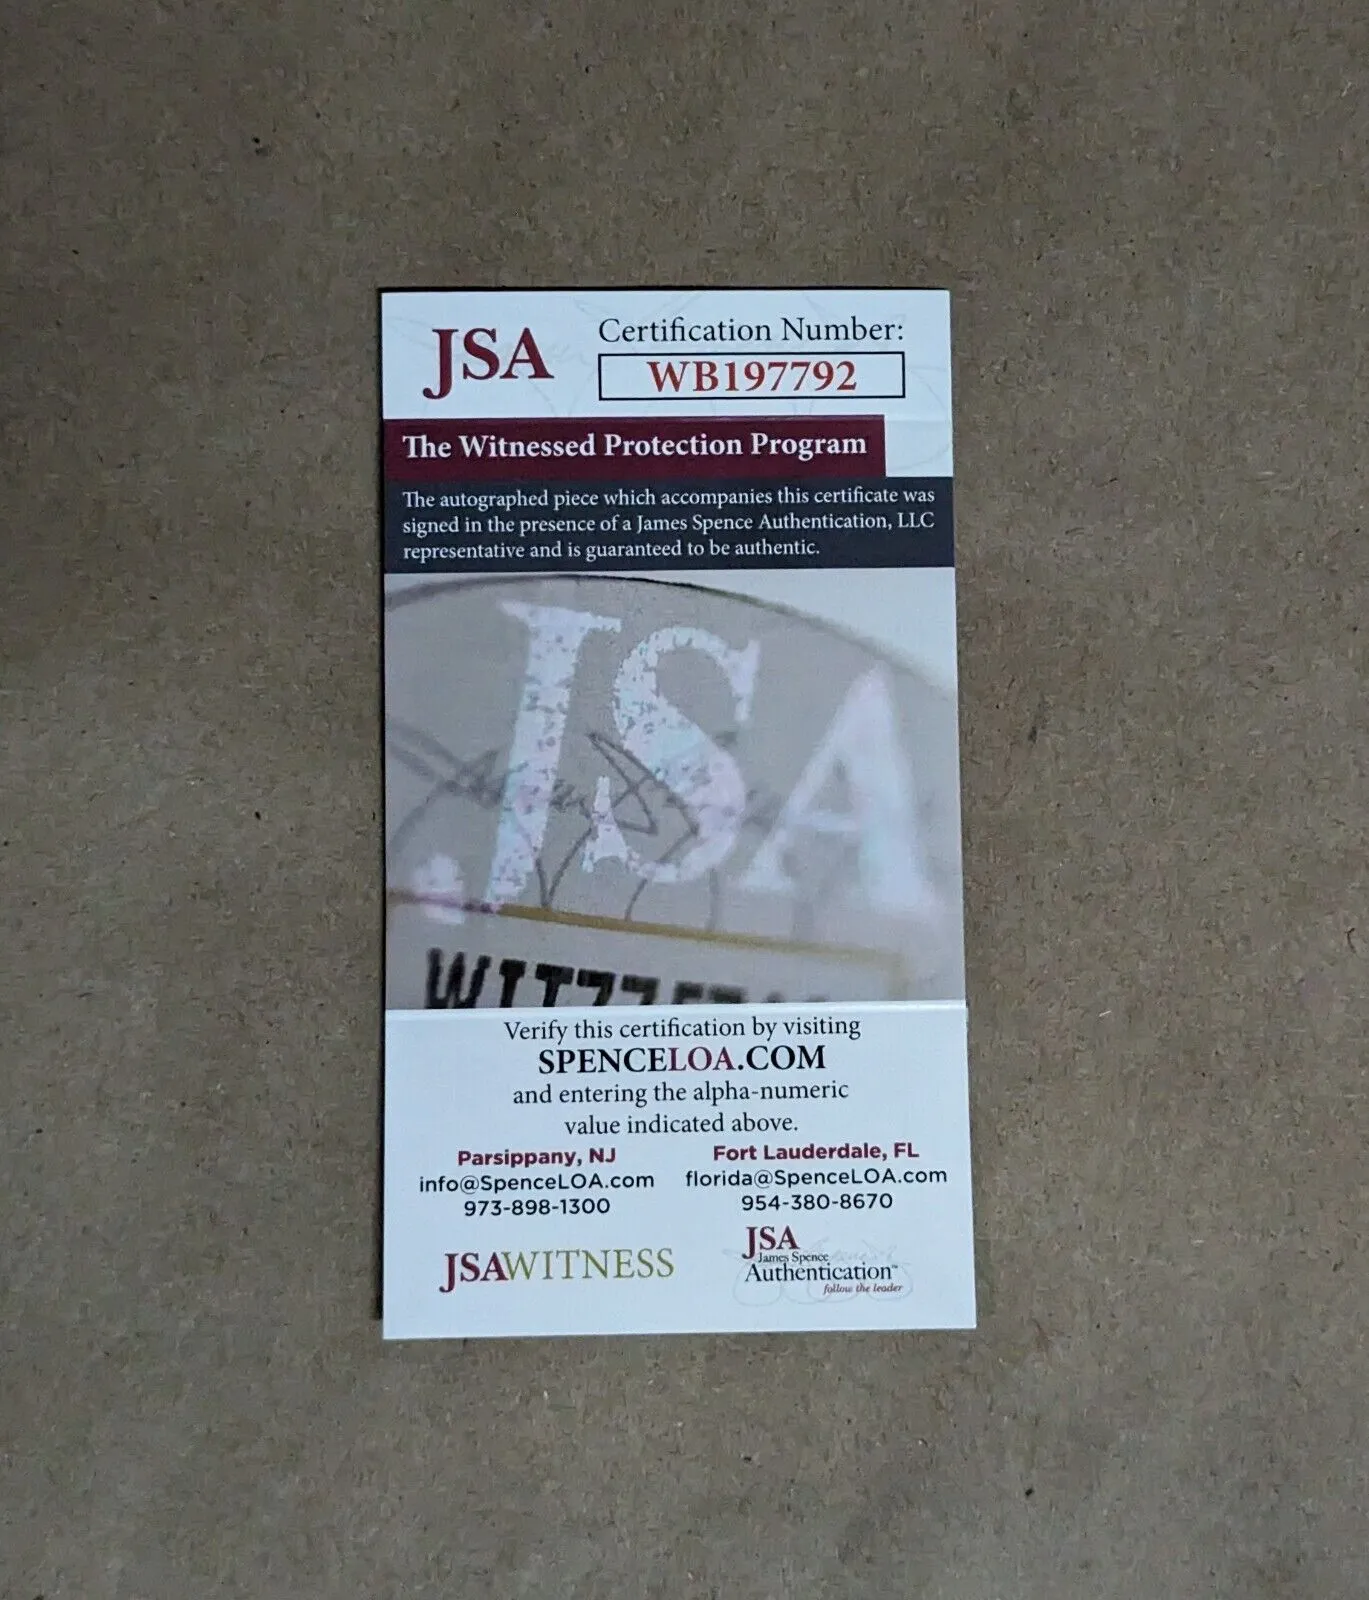 JSA
Certification Number:
WB197792
The Witnessed Protection Program
The autographed piece which accompanies this certificate was
signed in the presence of a James Spence Authentication, LLC
representative and is guaranteed to be authentic.
JSA
Verify this certification by visiting
SPENCELOA.COM
and entering the alpha-numeric
value indicated above.
Parsippany, NJ
info@SpenceLOA.com
973-898-1300
Fort Lauderdale, FL
florida@SpenceLOA.com
954-380-8670
JSAWITNESS
JSA
James Spence
Authentication™
follow the leader